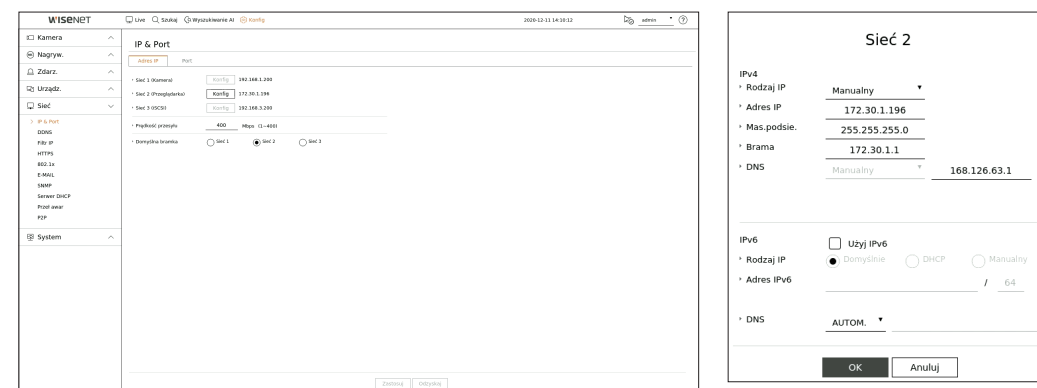 WISENET
Live Szukaj Wyszukiwanie AI Konfig 2020-12-11 14:10:12 admin ?
Kamera
Nagryw.
Zdarz.
Urządz.
Sieć
IP & Port
DDNS
Filtr IP
HTTPS
802.1x
E-MAIL
SNMP
Serwer DHCP
Przeł awar
P2P
System
IP & Port
Adres IP Port
Sieć 1 (Kamera) Konfig 192.168.1.200
Sieć 2 (Przeglądarka) Konfig 172.30.1.196
Sieć 3 (iSCSI) Konfig 192.168.3.200
Prędkość przesyłu 400 Mbps (1~400)
Domyślna bramka Sieć 1 Sieć 2 Sieć 3
Zastosuj Odzyskaj
Sieć 2
IPv4
Rodzaj IP Manualny
Adres IP 172.30.1.196
Mas.podsie. 255.255.255.0
Brama 172.30.1.1
DNS Manualny 168.126.63.1
IPv6 Użyj IPv6
Rodzaj IP Domyślnie DHCP Manualny
Adres IPv6 / 64
DNS AUTOM.
OK Anuluj